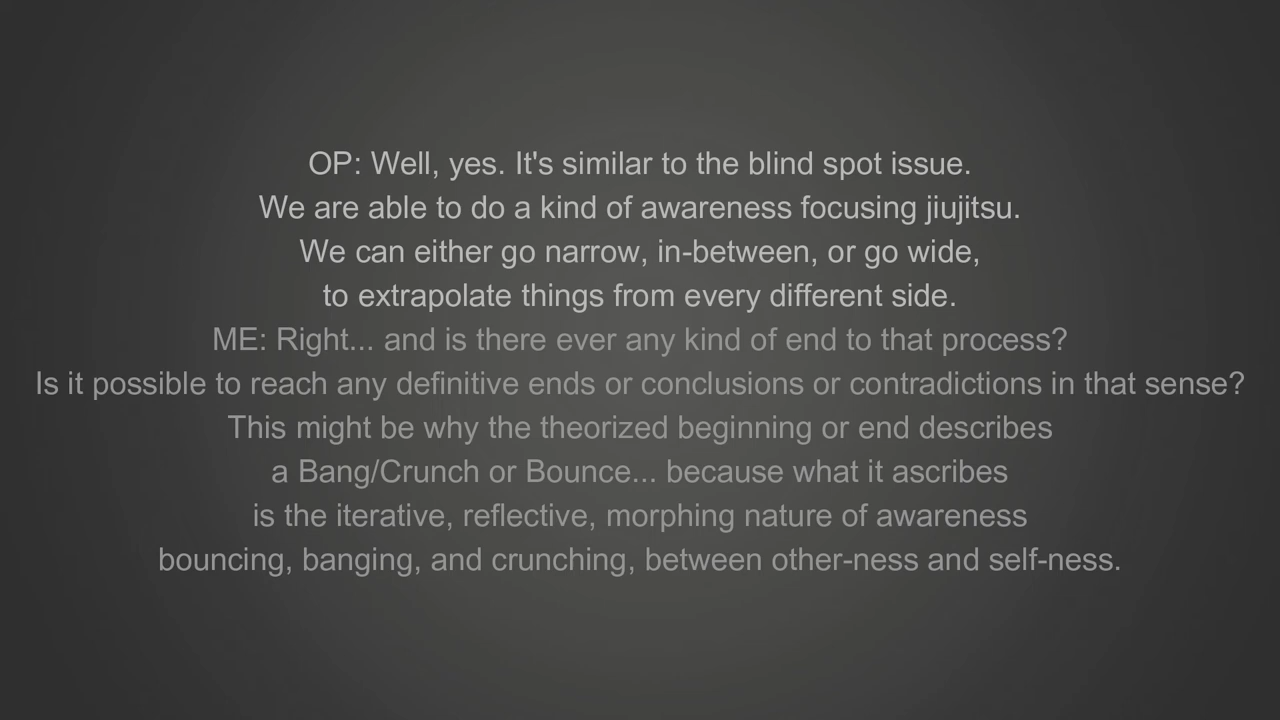 OP: Well, yes. It's similar to the blind spot issue.
We are able to do a kind of awareness focusing jiujitsu.
We can either go narrow, in-between, or go wide,
to extrapolate things from every different side.
ME: Right... and is there ever any kind of end to that process?
Is it possible to reach any definitive ends or conclusions or contradictions in that sense?
This might be why the theorized beginning or end describes
a Bang/Crunch or Bounce... because what it ascribes
is the iterative, reflective, morphing nature of awareness
bouncing, banging, and crunching, between other-ness and self-ness.